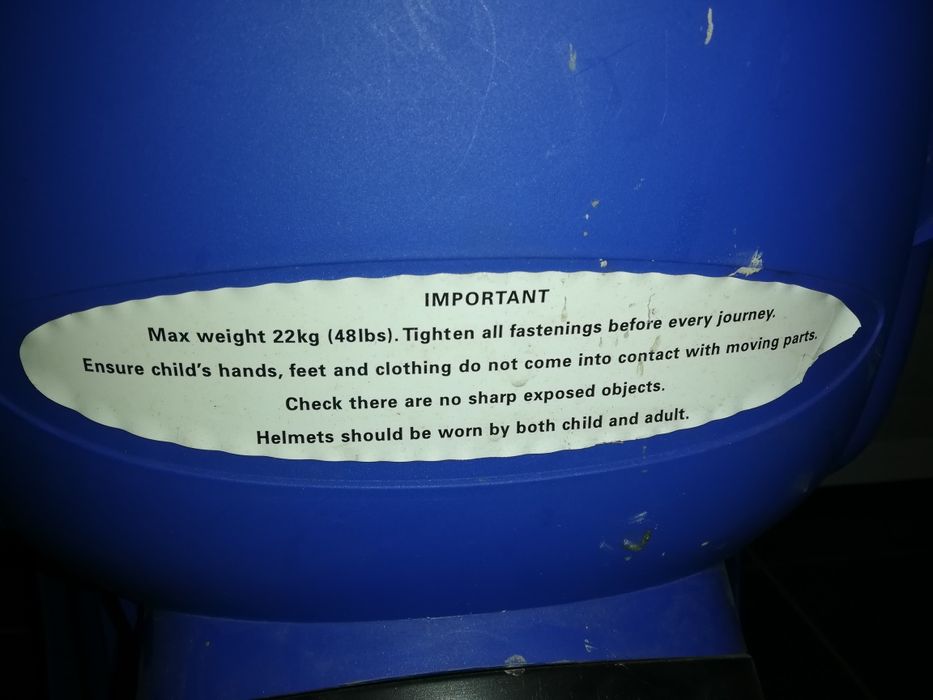 IMPORTANT
Max weight 22kg (48lbs). Tighten all fastenings before every journey.
Ensure child's hands, feet and clothing do not come into contact with moving parts.
Check there are no sharp exposed objects.
Helmets should be worn by both child and adult.